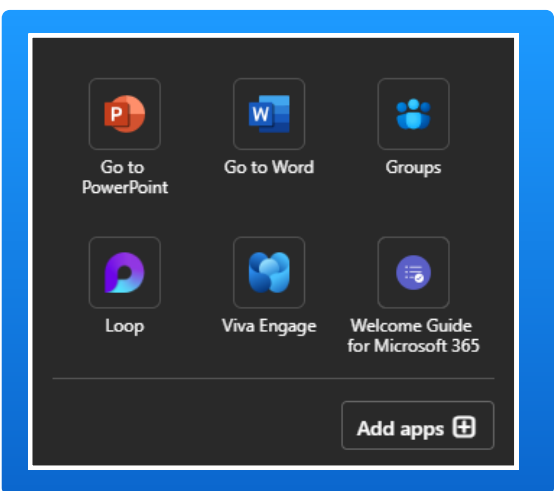 P
W
Go to
PowerPoint
Go to Word
Groups
Loop
Viva Engage
Welcome Guide
for Microsoft 365
Add apps